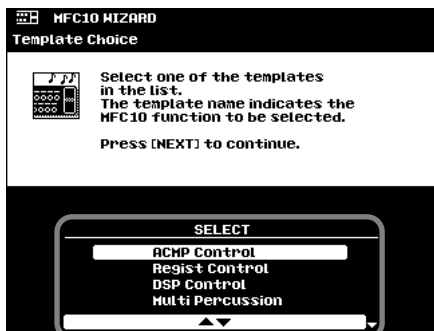 MFC10 WIZARD
Template Choice
Select one of the templates
in the list.
The template name indicates the
MFC10 function to be selected.
Press [NEXT] to continue.
SELECT
ACMP Control
Regist Control
DSP Control
Multi Percussion